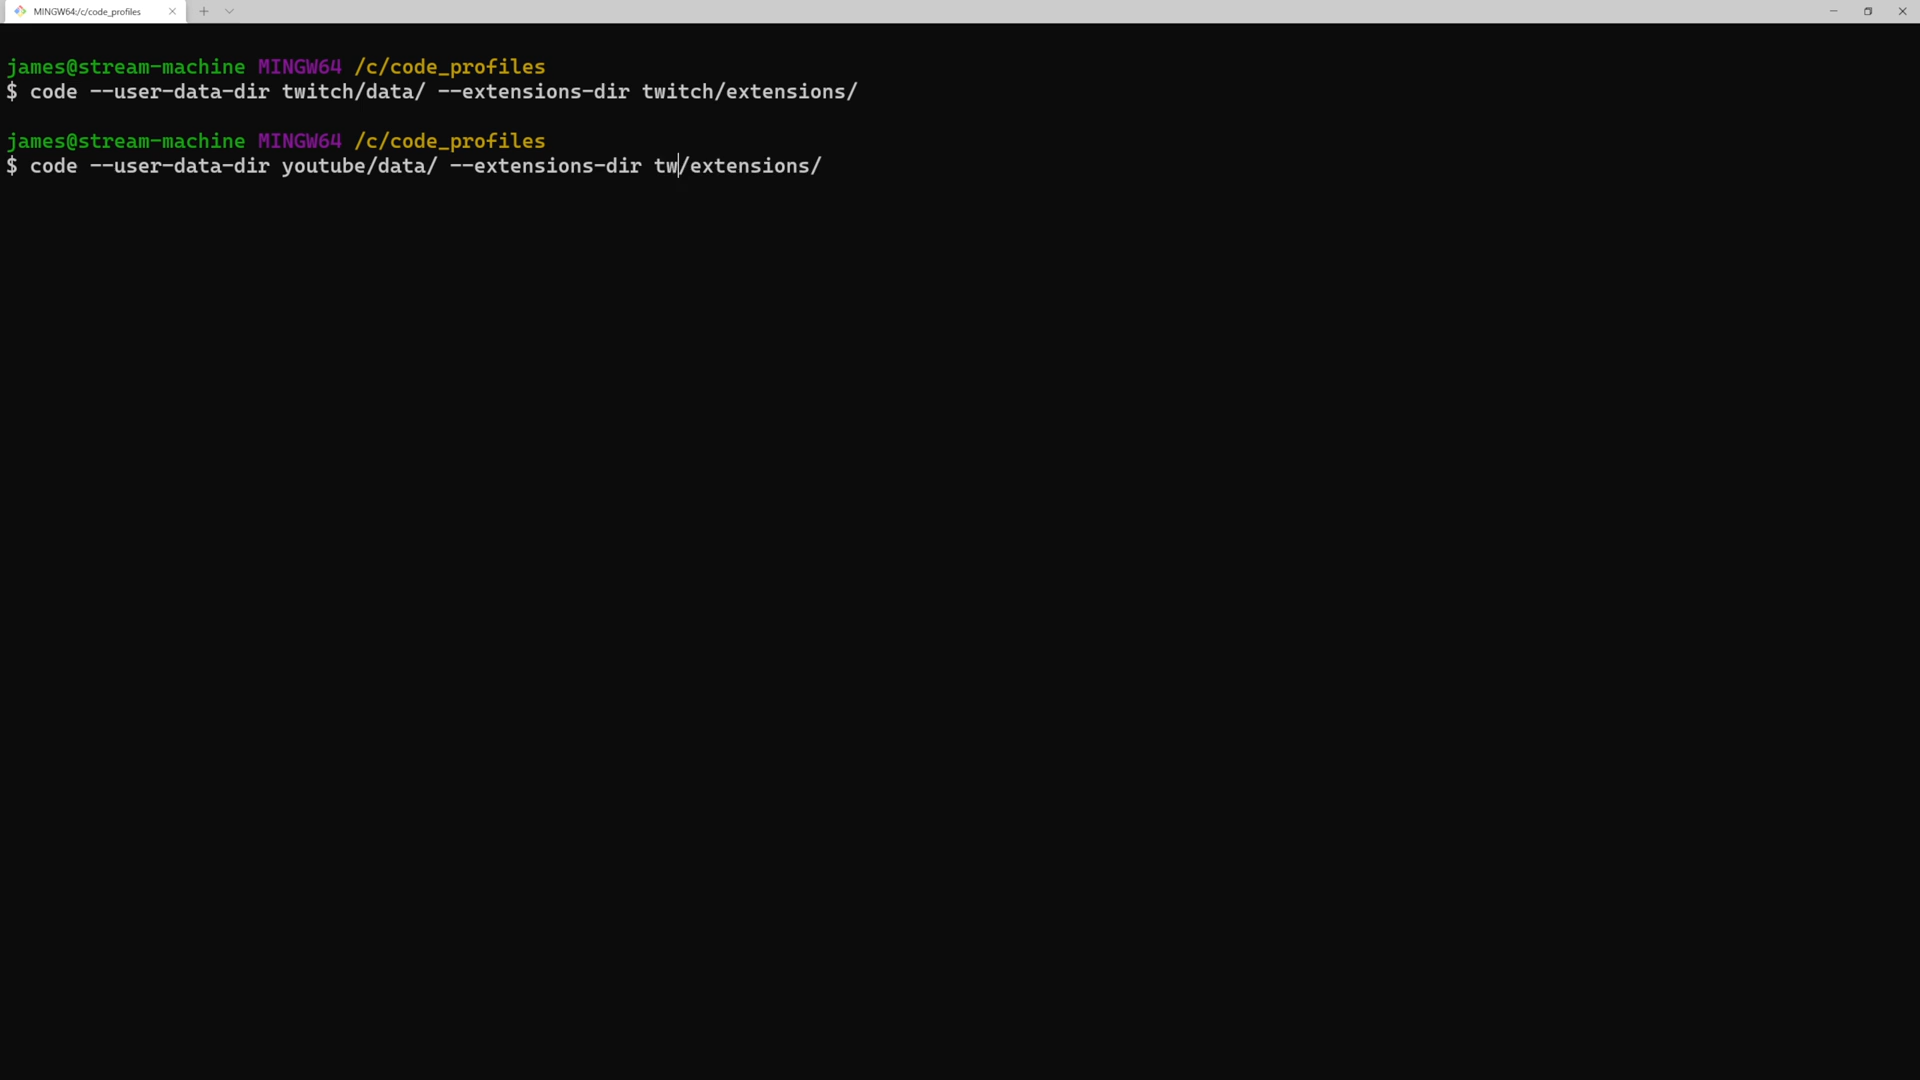 MINGW64:/c/code_profiles
james@stream-machine MINGW64 /c/code_profiles
$ code --user-data-dir twitch/data/ --extensions-dir twitch/extensions/
james@stream-machine MINGW64 /c/code_profiles
$ code --user-data-dir youtube/data/ --extensions-dir tw/extensions/